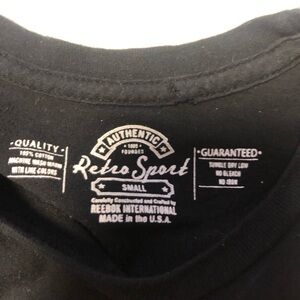 ·QUALITY·
100% COTTON
MACHINE WASH WARM
WITH LIKE COLORS
AUTHENTIC
FOUNDED
Retro Sport
SMALL
Carefully Constructed and Crafted by
REEBOK INTERNATIONAL
MADE in the U.S.A.
·GUARANTEED·
TUMBLE DRY LOW
NO BLEACH
NO IRON